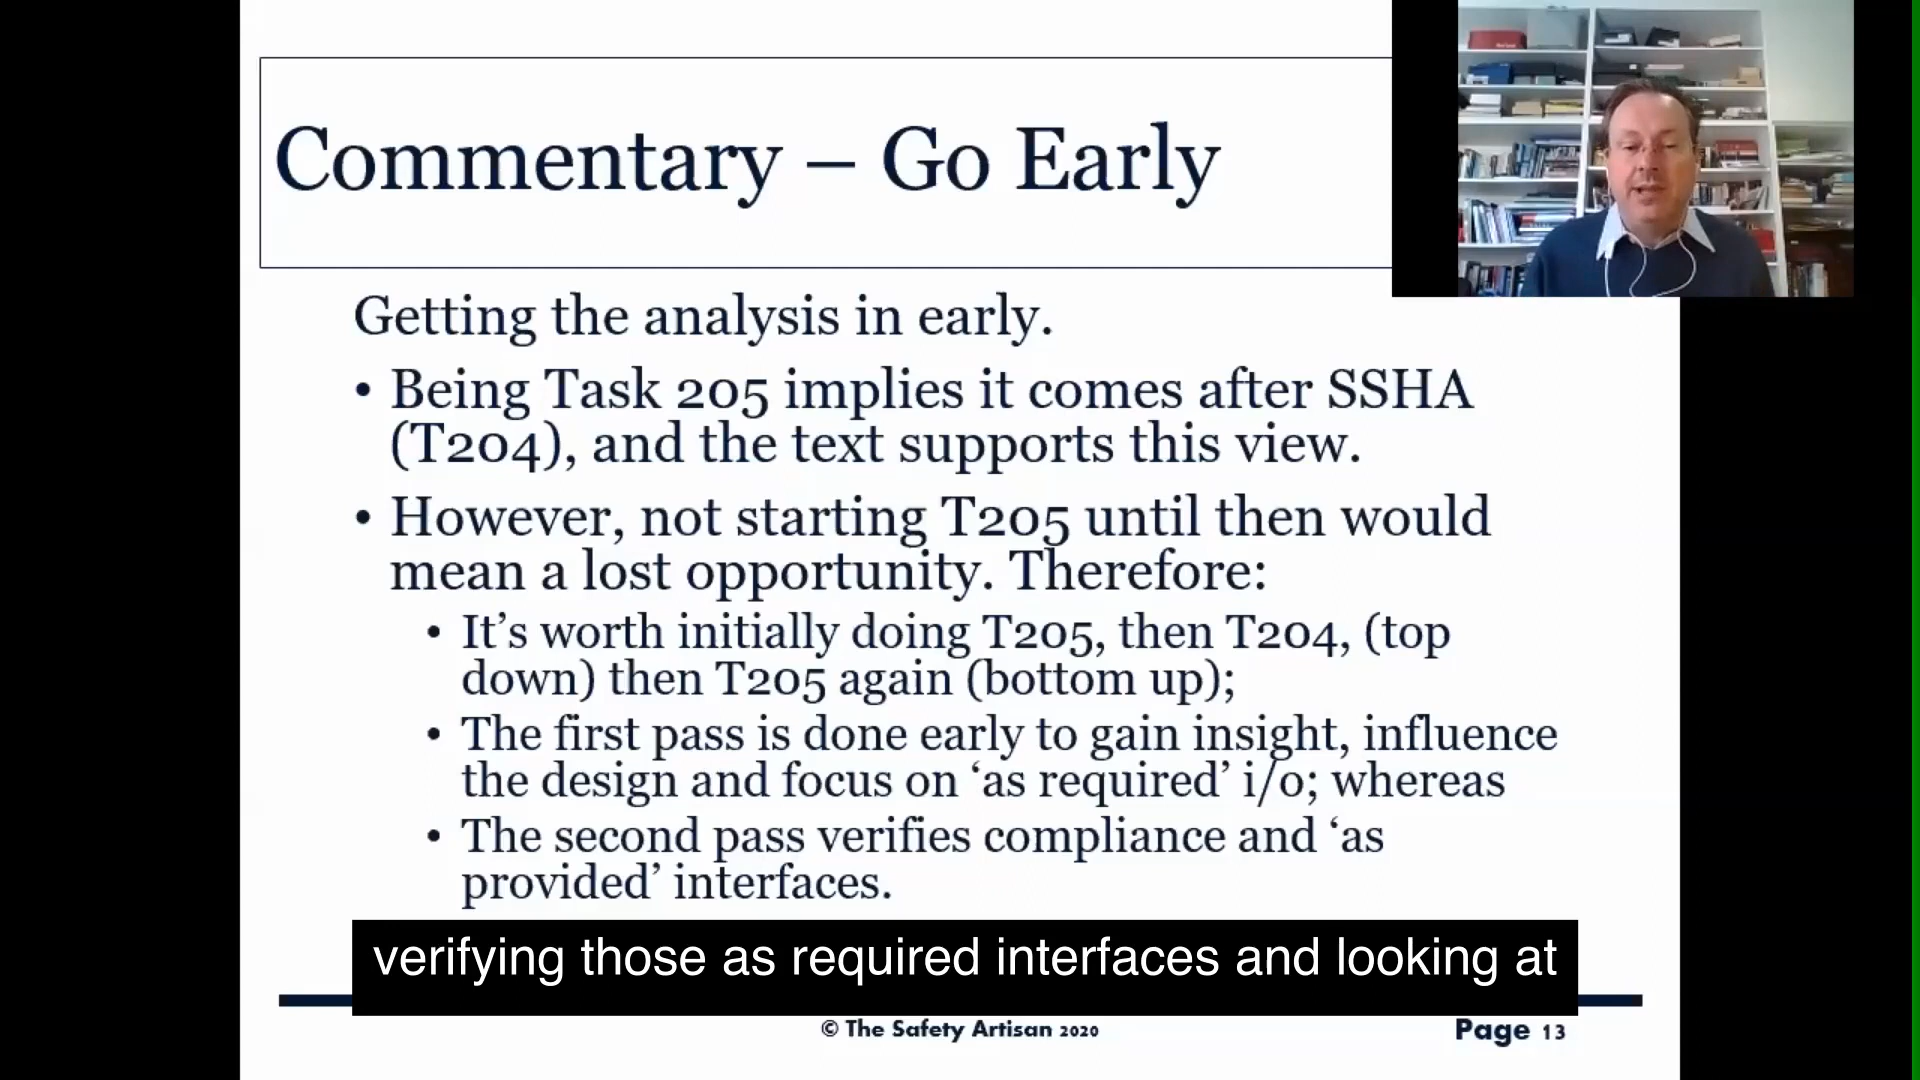 Commentary – Go Early
Getting the analysis in early.
• Being Task 205 implies it comes after SSHA
(T204), and the text supports this view.
• However, not starting T205 until then would
mean a lost opportunity. Therefore:
• It’s worth initially doing T205, then T204, (top
down) then T205 again (bottom up);
• The first pass is done early to gain insight, influence
the design and focus on ‘as required’ i/o; whereas
• The second pass verifies compliance and ‘as
provided’ interfaces.
verifying those as required interfaces and looking at
© The Safety Artisan 2020
Page 13